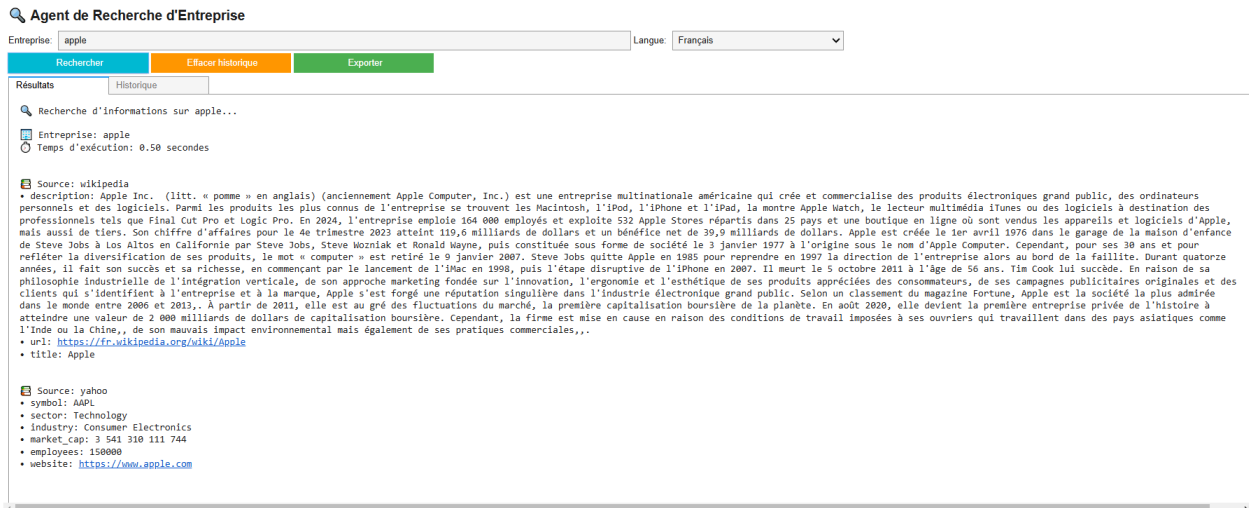 Agent de Recherche d'Entreprise
Entreprise: apple Langue: Français
Rechercher Effacer historique Exporter
Résultats Historique
Recherche d'informations sur apple...
Entreprise: apple
Temps d'exécution: 0.50 secondes
Source: wikipedia
• description: Apple Inc.  (litt. « pomme » en anglais) (anciennement Apple Computer, Inc.) est une entreprise multinationale américaine qui crée et commercialise des produits électroniques grand public, des ordinateurs
personnels et des logiciels. Parmi les produits les plus connus de l'entreprise se trouvent les Macintosh, l'iPod, l'iPhone et l'iPad, la montre Apple Watch, le lecteur multimédia iTunes ou des logiciels à destination des
professionnels tels que Final Cut Pro et Logic Pro. En 2024, l'entreprise emploie 164 000 employés et exploite 532 Apple Stores répartis dans 25 pays et une boutique en ligne où sont vendus les appareils et logiciels d'Apple,
mais aussi de tiers. Son chiffre d'affaires pour le 4e trimestre 2023 atteint 119,6 milliards de dollars et un bénéfice net de 39,9 milliards de dollars. Apple est créée le 1er avril 1976 dans le garage de la maison d'enfance
de Steve Jobs à Los Altos en Californie par Steve Jobs, Steve Wozniak et Ronald Wayne, puis constituée sous forme de société le 3 janvier 1977 à l'origine sous le nom d'Apple Computer. Cependant, pour ses 30 ans et pour
refléter la diversification de ses produits, le mot « computer » est retiré le 9 janvier 2007. Steve Jobs quitte Apple en 1985 pour reprendre en 1997 la direction de l'entreprise alors au bord de la faillite. Durant quatorze
années, il fait son succès et sa richesse, en commençant par le lancement de l'iMac en 1998, puis l'étape disruptive de l'iPhone en 2007. Il meurt le 5 octobre 2011 à l'âge de 56 ans. Tim Cook lui succède. En raison de sa
philosophie industrielle de l'intégration verticale, de son approche marketing fondée sur l'innovation, l'ergonomie et l'esthétique de ses produits appréciées des consommateurs, de ses campagnes publicitaires originales et des
clients qui s'identifient à l'entreprise et à la marque, Apple s'est forgé une réputation singulière dans l'industrie électronique grand public. Selon un classement du magazine Fortune, Apple est la société la plus admirée
dans le monde entre 2006 et 2013,. À partir de 2011, elle est au gré des fluctuations du marché, la première capitalisation boursière de la planète. En août 2020, elle devient la première entreprise privée de l'histoire à
atteindre une valeur de 2 000 milliards de dollars de capitalisation boursière. Cependant, la firme est mise en cause en raison des conditions de travail imposées à ses ouvriers qui travaillent dans des pays asiatiques comme
l'Inde ou la Chine,, de son mauvais impact environnemental mais également de ses pratiques commerciales,,.
• url: https://fr.wikipedia.org/wiki/Apple
• title: Apple
Source: yahoo
• symbol: AAPL
• sector: Technology
• industry: Consumer Electronics
• market_cap: 3 541 310 111 744
• employees: 150000
• website: https://www.apple.com